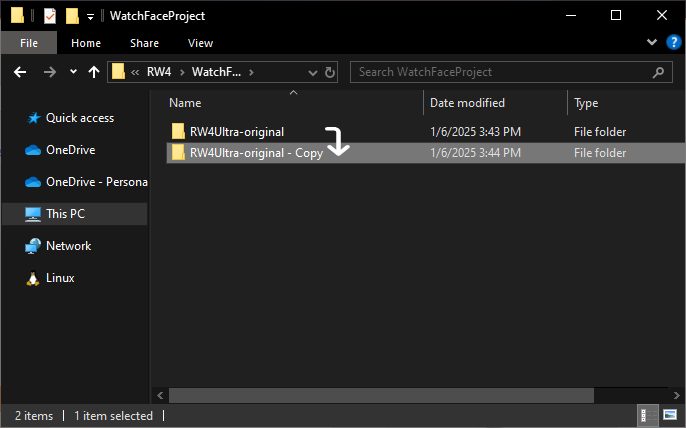 WatchFaceProject
File
Home
Share
View
RW4
WatchF...
Search WatchFaceProject
Name
Date modified
Type
Quick access
OneDrive
OneDrive - Persona
This PC
Network
Linux
RW4Ultra-original
1/6/2025 3:43 PM
File folder
RW4Ultra-original - Copy
1/6/2025 3:44 PM
File folder
2 items
1 item selected